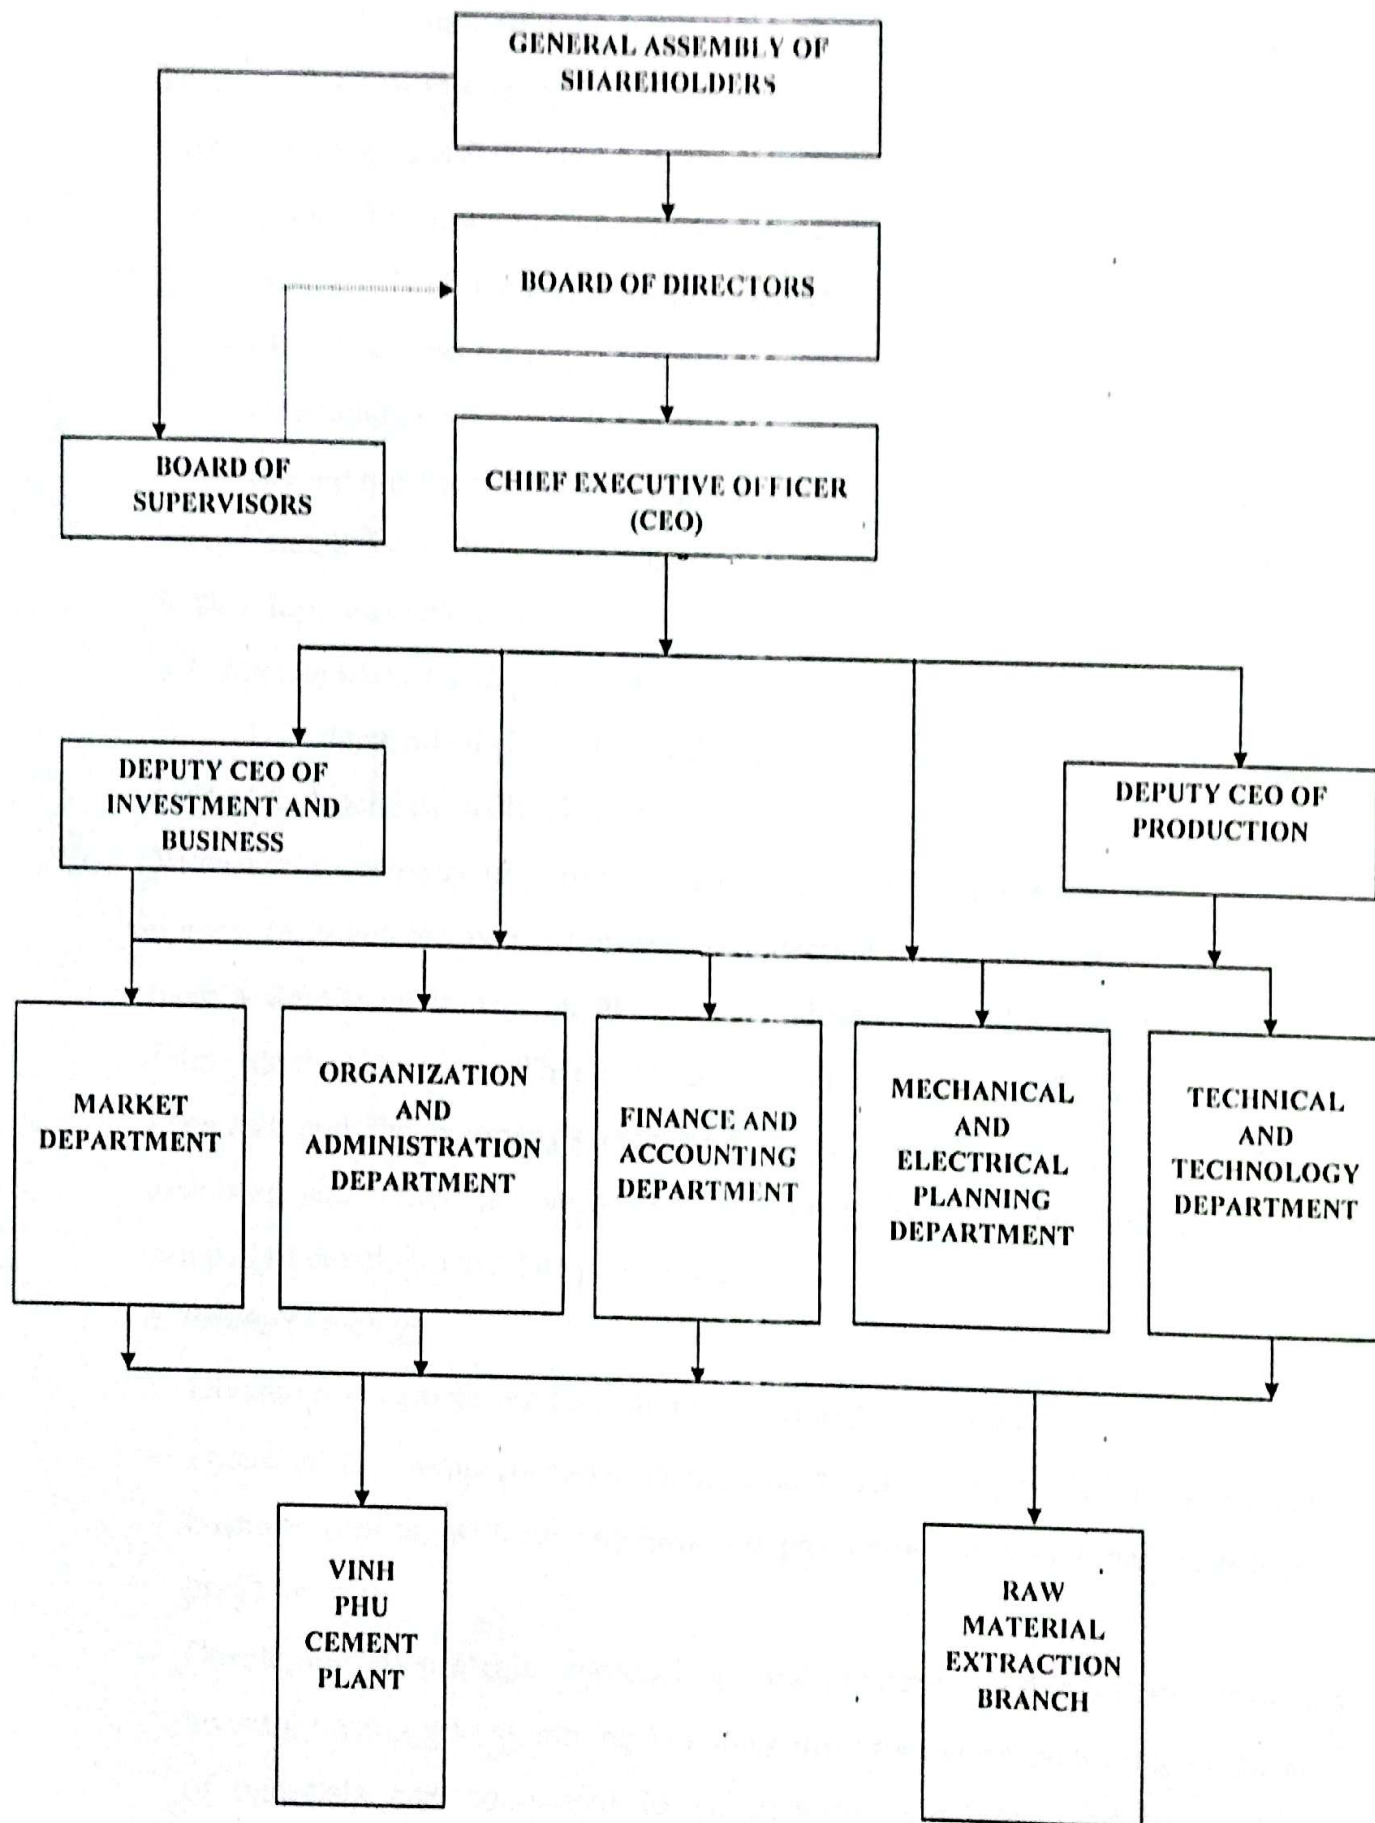 GENERAL ASSEMBLY OF
SHAREHOLDERS
BOARD OF DIRECTORS
BOARD OF
SUPERVISORS
CHIEF EXECUTIVE OFFICER
(CEO)
DEPUTY CEO OF
INVESTMENT AND
BUSINESS
DEPUTY CEO OF
PRODUCTION
MARKET
DEPARTMENT
ORGANIZATION
AND
ADMINISTRATION
DEPARTMENT
FINANCE AND
ACCOUNTING
DEPARTMENT
MECHANICAL
AND
ELECTRICAL
PLANNING
DEPARTMENT
TECHNICAL
AND
TECHNOLOGY
DEPARTMENT
VINH
PHU
CEMENT
PLANT
RAW
MATERIAL
EXTRACTION
BRANCH